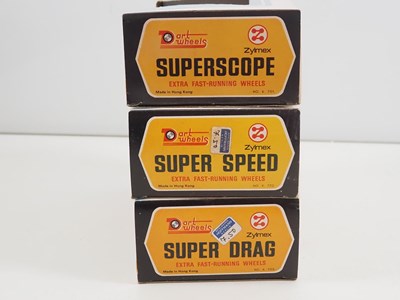 Dart wheels
Zylmex
SUPERSCOPE
EXTRA FAST-RUNNING WHEELS
Made in Hong Kong
Dart wheels
Zylmex
SUPER SPEED
EXTRA FAST-RUNNING WHEELS
Made in Hong Kong
Dart wheels
Zylmex
SUPER DRAG
EXTRA FAST-RUNNING WHEELS
Made in Hong Kong